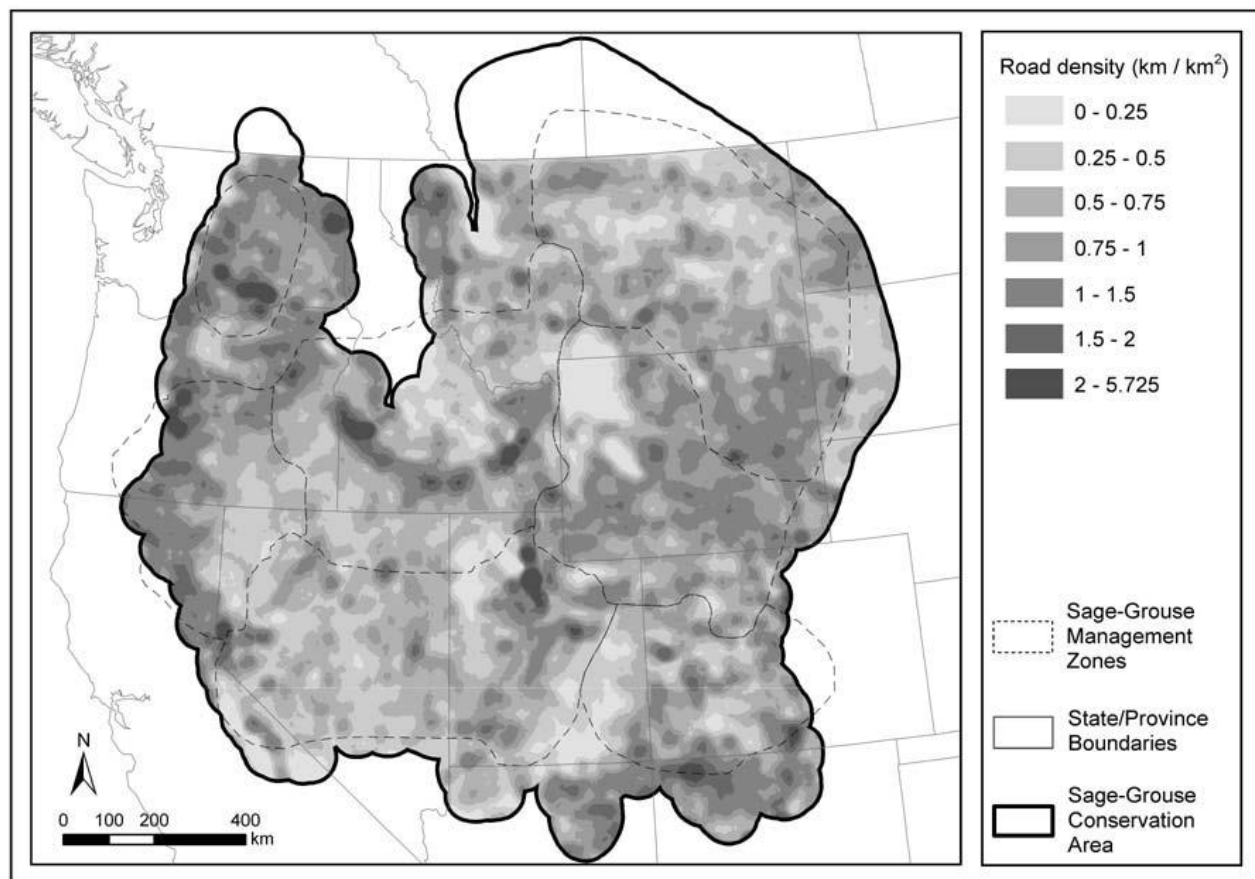 Road density (km / km²)
0 - 0.25
0.25 - 0.5
0.5 - 0.75
0.75 - 1
1 - 1.5
1.5 - 2
2 - 5.725
Sage-Grouse
Management
Zones
State/Province
Boundaries
Sage-Grouse
Conservation
Area
N
0 100 200 400
km